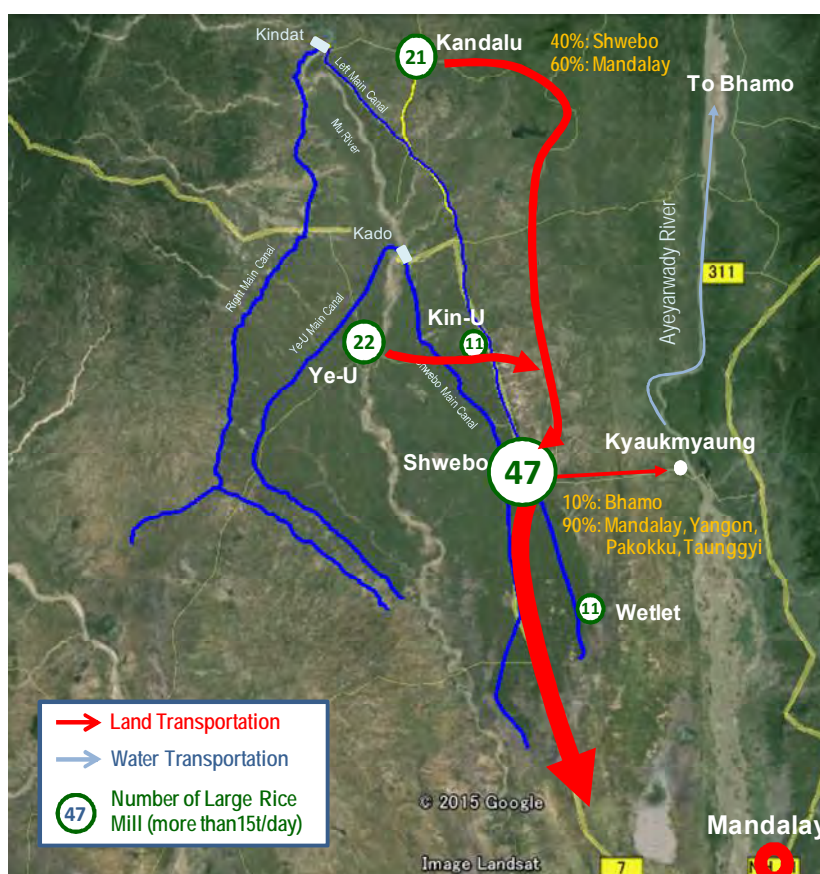 Kindat
21
Kandalu
40%: Shwebo
60%: Mandalay
To Bhamo
Left Main Canal
Mu River
Right Main Canal
Kado
Ayeyarwady River
311
Ye-U Main Canal
Kin-U
11
22
Ye-U
Shwebo Main Canal
Shwebo
47
Kyaukmyaung
10%: Bhamo
90%: Mandalay, Yangon,
Pakokku, Taunggyi
11
Wetlet
Land Transportation
Water Transportation
47
Number of Large Rice
Mill (more than15t/day)
© 2015 Google
Image Landsat
7
Mandalay